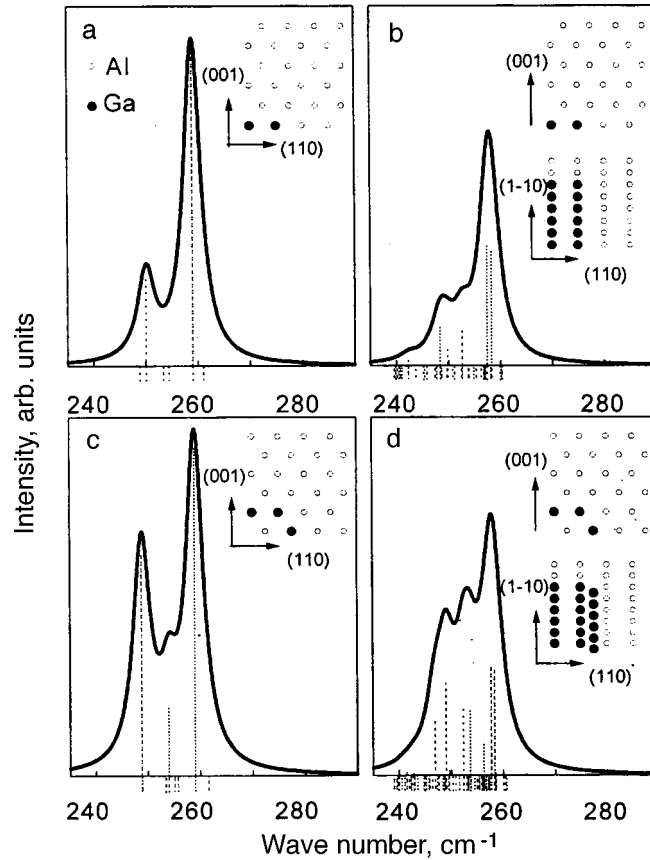 a
Al
Ga
(001)
(110)
b
(001)
(1-10)
(110)
240 260 280
240 260 280
c
(001)
(110)
d
(001)
(1-10)
(110)
240 260 280
240 260 280
Intensity, arb. units
Wave number, cm⁻¹